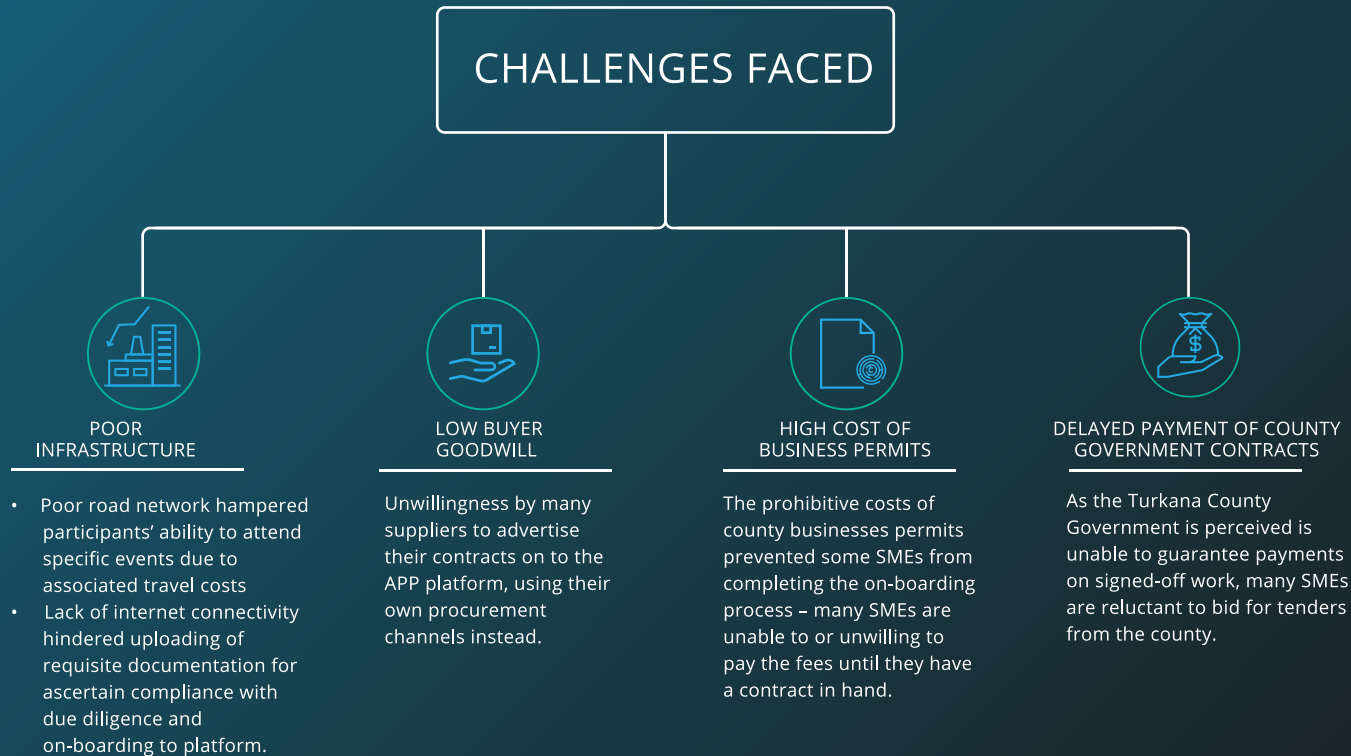 CHALLENGES FACED
POOR
INFRASTRUCTURE
• Poor road network hampered
participants’ ability to attend
specific events due to
associated travel costs
• Lack of internet connectivity
hindered uploading of
requisite documentation for
ascertain compliance with
due diligence and
on-boarding to platform.
LOW BUYER
GOODWILL
Unwillingness by many
suppliers to advertise
their contracts on to the
APP platform, using their
own procurement
channels instead.
HIGH COST OF
BUSINESS PERMITS
The prohibitive costs of
county businesses permits
prevented some SMEs from
completing the on-boarding
process – many SMEs are
unable to or unwilling to
pay the fees until they have
a contract in hand.
DELAYED PAYMENT OF COUNTY
GOVERNMENT CONTRACTS
$
As the Turkana County
Government is perceived is
unable to guarantee payments
on signed-off work, many SMEs
are reluctant to bid for tenders
from the county.